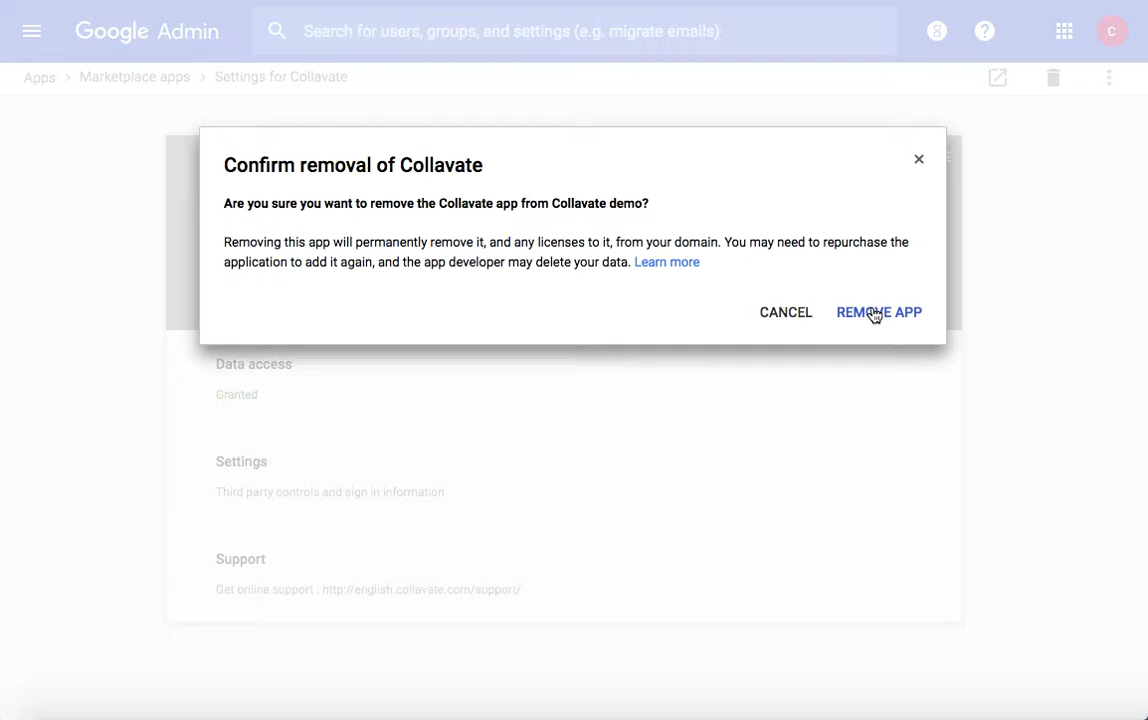 Google Admin
Search for users, groups, and settings (e.g. migrate emails)
8
?
C
Apps > Marketplace apps > Settings for Collavate
Confirm removal of Collavate
×
Are you sure you want to remove the Collavate app from Collavate demo?
Removing this app will permanently remove it, and any licenses to it, from your domain. You may need to repurchase the
application to add it again, and the app developer may delete your data. Learn more
CANCEL REMOVE APP
Data access
Granted
Settings
Third party controls and sign in information
Support
Get online support : http://english.collavate.com/support/